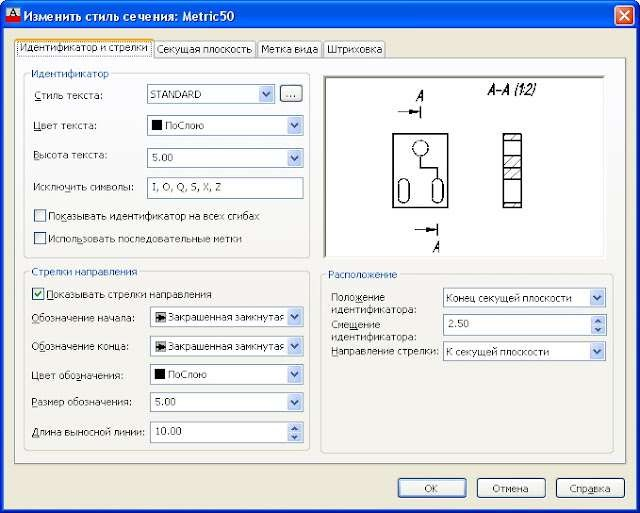 Изменить стиль сечения: Metric50
Идентификатор и стрелки Секущая плоскость Метка вида Штриховка
Идентификатор
Стиль текста: STANDARD ...
Цвет текста: ПоСлою
Высота текста: 5.00
Исключить символы: I, O, Q, S, X, Z
Показывать идентификатор на всех сгибах
Использовать последовательные метки
A A-A (1:2)
A
Стрелки направления
Показывать стрелки направления
Обозначение начала: Закрашенная замкнутая
Обозначение конца: Закрашенная замкнутая
Цвет обозначения: ПоСлою
Размер обозначения: 5.00
Длина выносной линии: 10.00
Расположение
Положение идентификатора: Конец секущей плоскости
Смещение идентификатора: 2.50
Направление стрелки: К секущей плоскости
ОК Отмена Справка